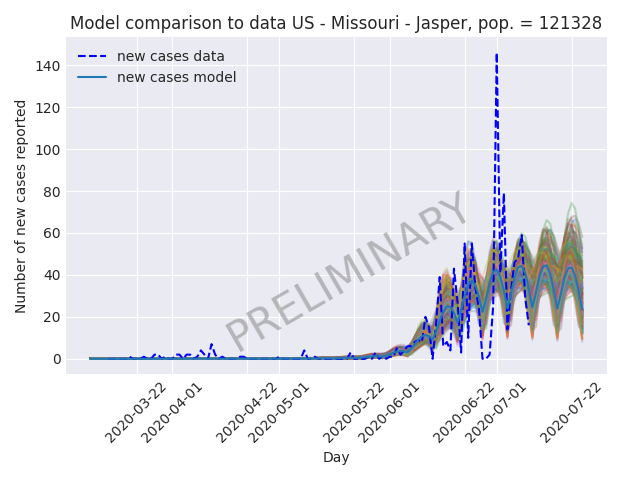 Model comparison to data US - Missouri - Jasper, pop. = 121328
new cases data
new cases model
140
120
100
80
60
40
20
0
Number of new cases reported
PRELIMINARY
2020-03-22
2020-04-01
2020-04-22
2020-05-01
2020-05-22
2020-06-01
2020-06-22
2020-07-01
2020-07-22
Day